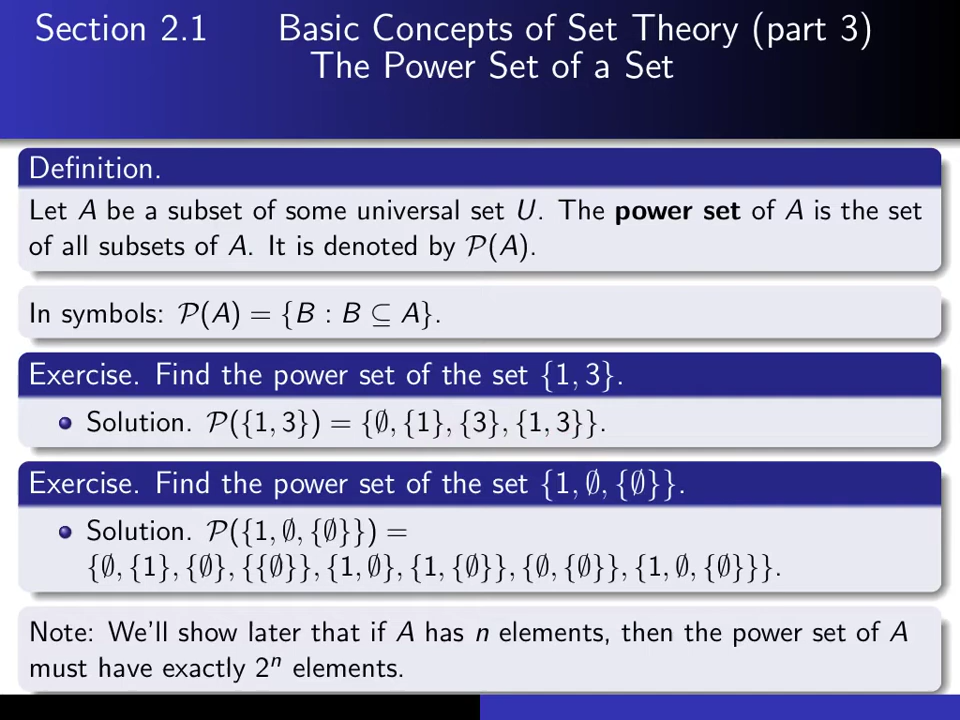 Section 2.1 Basic Concepts of Set Theory (part 3)
The Power Set of a Set
Definition.
Let A be a subset of some universal set U. The power set of A is the set
of all subsets of A. It is denoted by 𝒫(A).
In symbols: 𝒫(A) = {B : B ⊆ A}.
Exercise. Find the power set of the set {1, 3}.
Solution. 𝒫({1, 3}) = {∅, {1}, {3}, {1, 3}}.
Exercise. Find the power set of the set {1, ∅, {∅}}.
Solution. 𝒫({1, ∅, {∅}}) =
{∅, {1}, {∅}, {{∅}}, {1, ∅}, {1, {∅}}, {∅, {∅}}, {1, ∅, {∅}}}.
Note: We'll show later that if A has n elements, then the power set of A
must have exactly 2ⁿ elements.